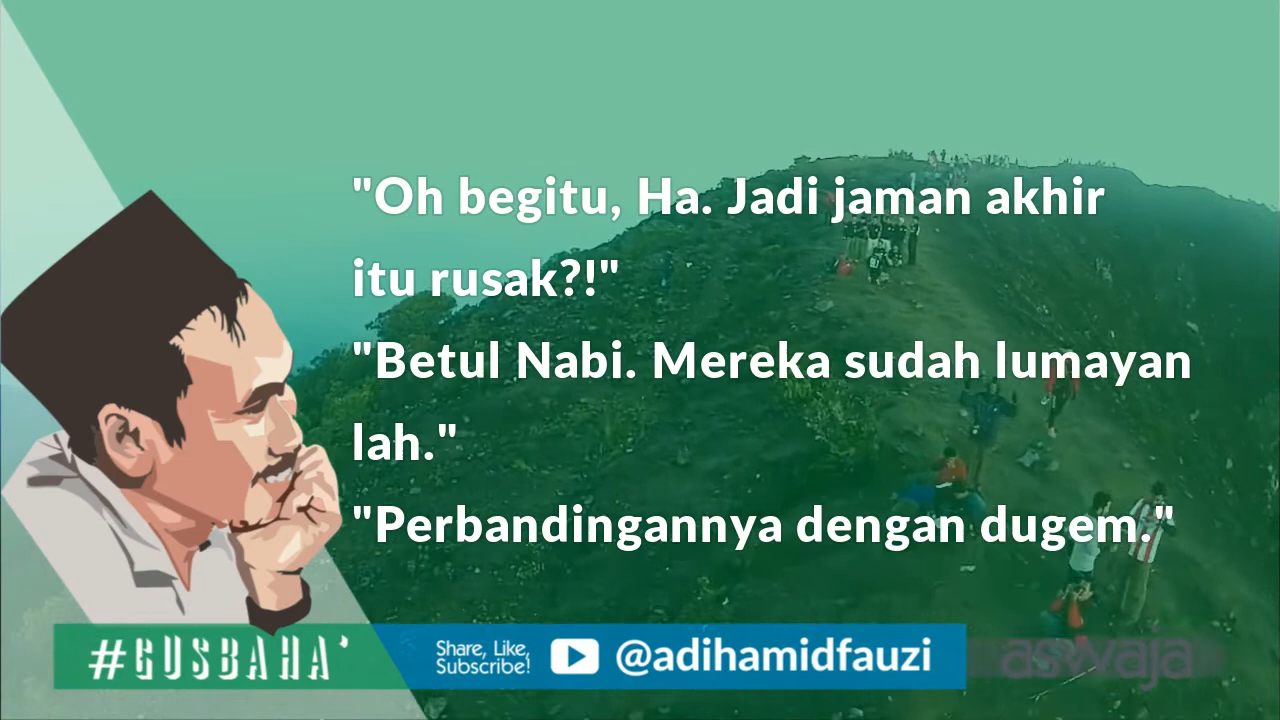 "Oh begitu, Ha. Jadi jaman akhir
itu rusak?!"
"Betul Nabi. Mereka sudah lumayan
lah."
"Perbandingannya dengan dugem."
#GUSBAHA'
Share, Like,
Subscribe!
@adihamidfauzi
aswaja